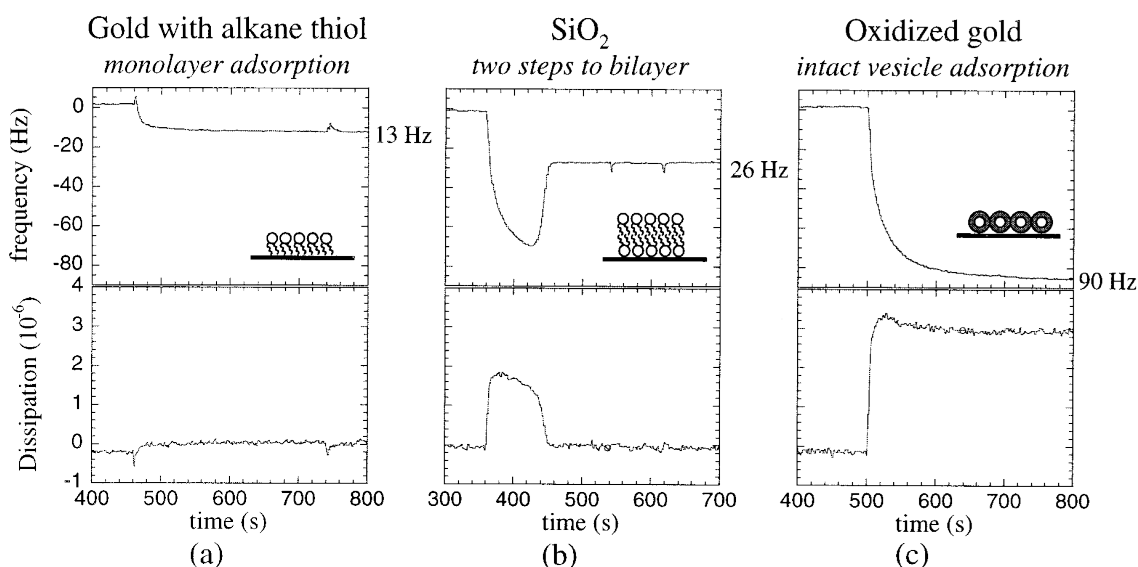 Gold with alkane thiol
monolayer adsorption
SiO₂
two steps to bilayer
Oxidized gold
intact vesicle adsorption
frequency (Hz)
0
-20
-40
-60
-80
13 Hz
26 Hz
90 Hz
Dissipation (10⁻⁶)
4
3
2
1
0
-1
400 500 600 700 800
300 400 500 600 700
400 500 600 700 800
time (s)
time (s)
time (s)
(a)
(b)
(c)